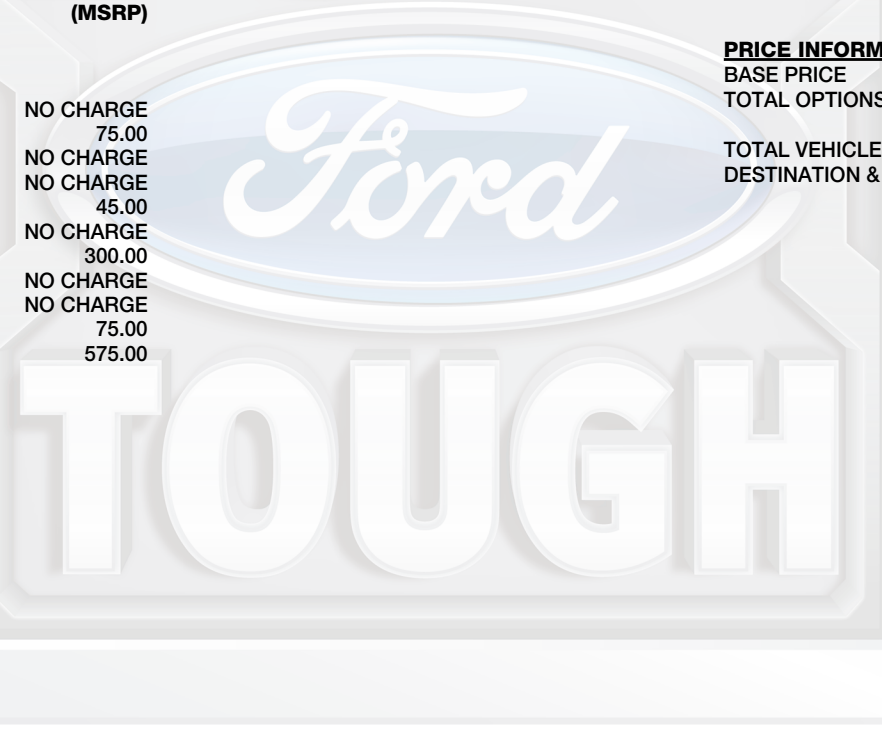 (MSRP)
NO CHARGE
75.00
NO CHARGE
NO CHARGE
45.00
NO CHARGE
300.00
NO CHARGE
NO CHARGE
75.00
575.00
PRICE INFORM
BASE PRICE
TOTAL OPTIONS
TOTAL VEHICLE
DESTINATION &
Ford
TOUGH